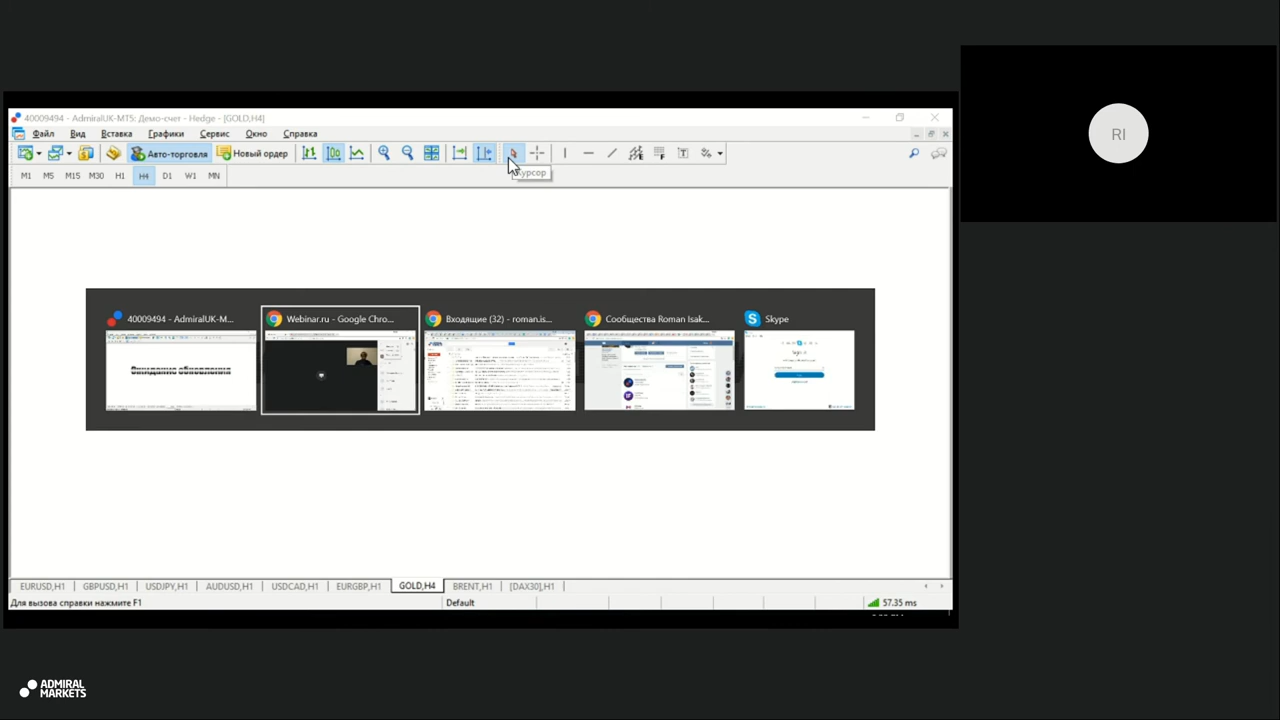 RI
40009494 - AdmiralUK-MT5: Демо-счет - Hedge - [GOLD,H4]
Файл Вид Вставка Графики Сервис Окно Справка
Авто-торговля Новый ордер
Курсор
M1 M5 M15 M30 H1 H4 D1 W1 MN
40009494 - AdmiralUK-M...
Webinar.ru - Google Chro...
Входящие (32) - roman.is...
Сообщества Roman Isak...
Skype
Ожидание обновления
EURUSD,H1 GBPUSD,H1 USDJPY,H1 AUDUSD,H1 USDCAD,H1 EURGBP,H1 GOLD,H4 BRENT,H1 [DAX30],H1
Для вызова справки нажмите F1 Default 57.35 ms
ADMIRAL
MARKETS